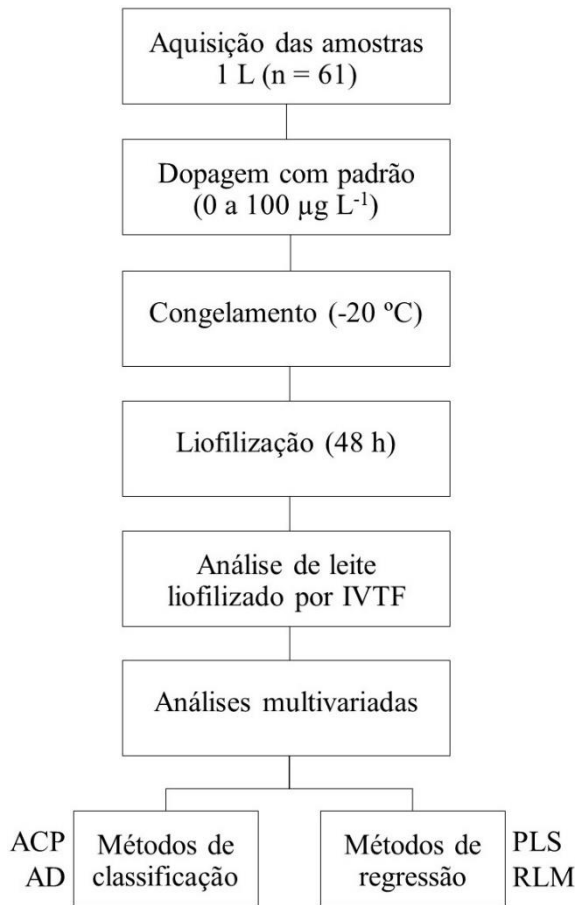 Aquisição das amostras
1 L (n = 61)
Dopagem com padrão
(0 a 100 µg L⁻¹)
Congelamento (-20 ºC)
Liofilização (48 h)
Análise de leite
liofilizado por IVTF
Análises multivariadas
ACP
AD
Métodos de
classificação
Métodos de
regressão
PLS
RLM